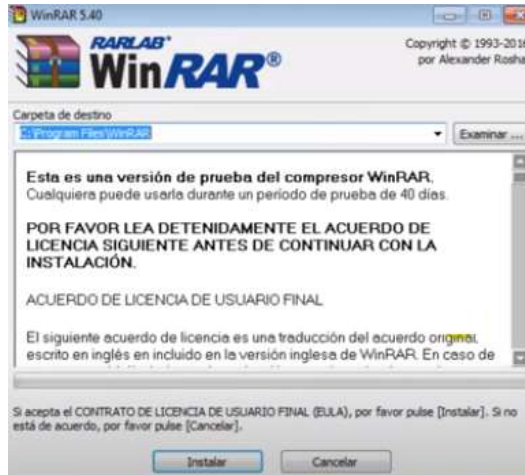 WinRAR 5.40
RARLAB®
WinRAR®
Copyright © 1993-2016
por Alexander Rosha
Carpeta de destino
C:\Program Files\WinRAR
Examinar ...
Esta es una versión de prueba del compresor WinRAR.
Cualquiera puede usarla durante un período de prueba de 40 días.
POR FAVOR LEA DETENIDAMENTE EL ACUERDO DE
LICENCIA SIGUIENTE ANTES DE CONTINUAR CON LA
INSTALACIÓN.
ACUERDO DE LICENCIA DE USUARIO FINAL
El siguiente acuerdo de licencia es una traducción del acuerdo original,
escrito en inglés en incluido en la versión inglesa de WinRAR. En caso de
Si acepta el CONTRATO DE LICENCIA DE USUARIO FINAL (EULA), por favor pulse [Instalar]. Si no
está de acuerdo, por favor pulse [Cancelar].
Instalar
Cancelar